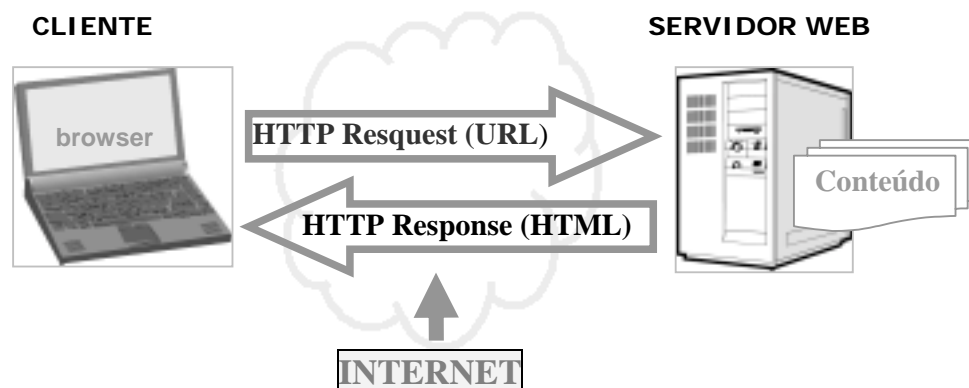 CLIENTE
SERVIDOR WEB
browser
HTTP Resquest (URL)
Conteúdo
HTTP Response (HTML)
INTERNET